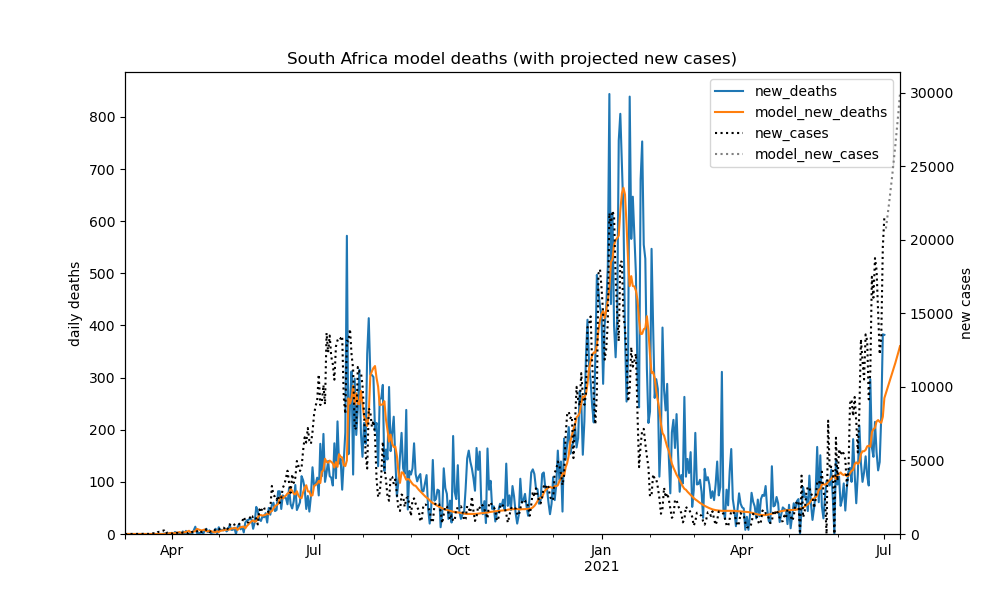 South Africa model deaths (with projected new cases)
new_deaths
model_new_deaths
new_cases
model_new_cases
daily deaths
new cases
800
700
600
500
400
300
200
100
0
30000
25000
20000
15000
10000
5000
0
Apr
Jul
Oct
Jan
2021
Apr
Jul